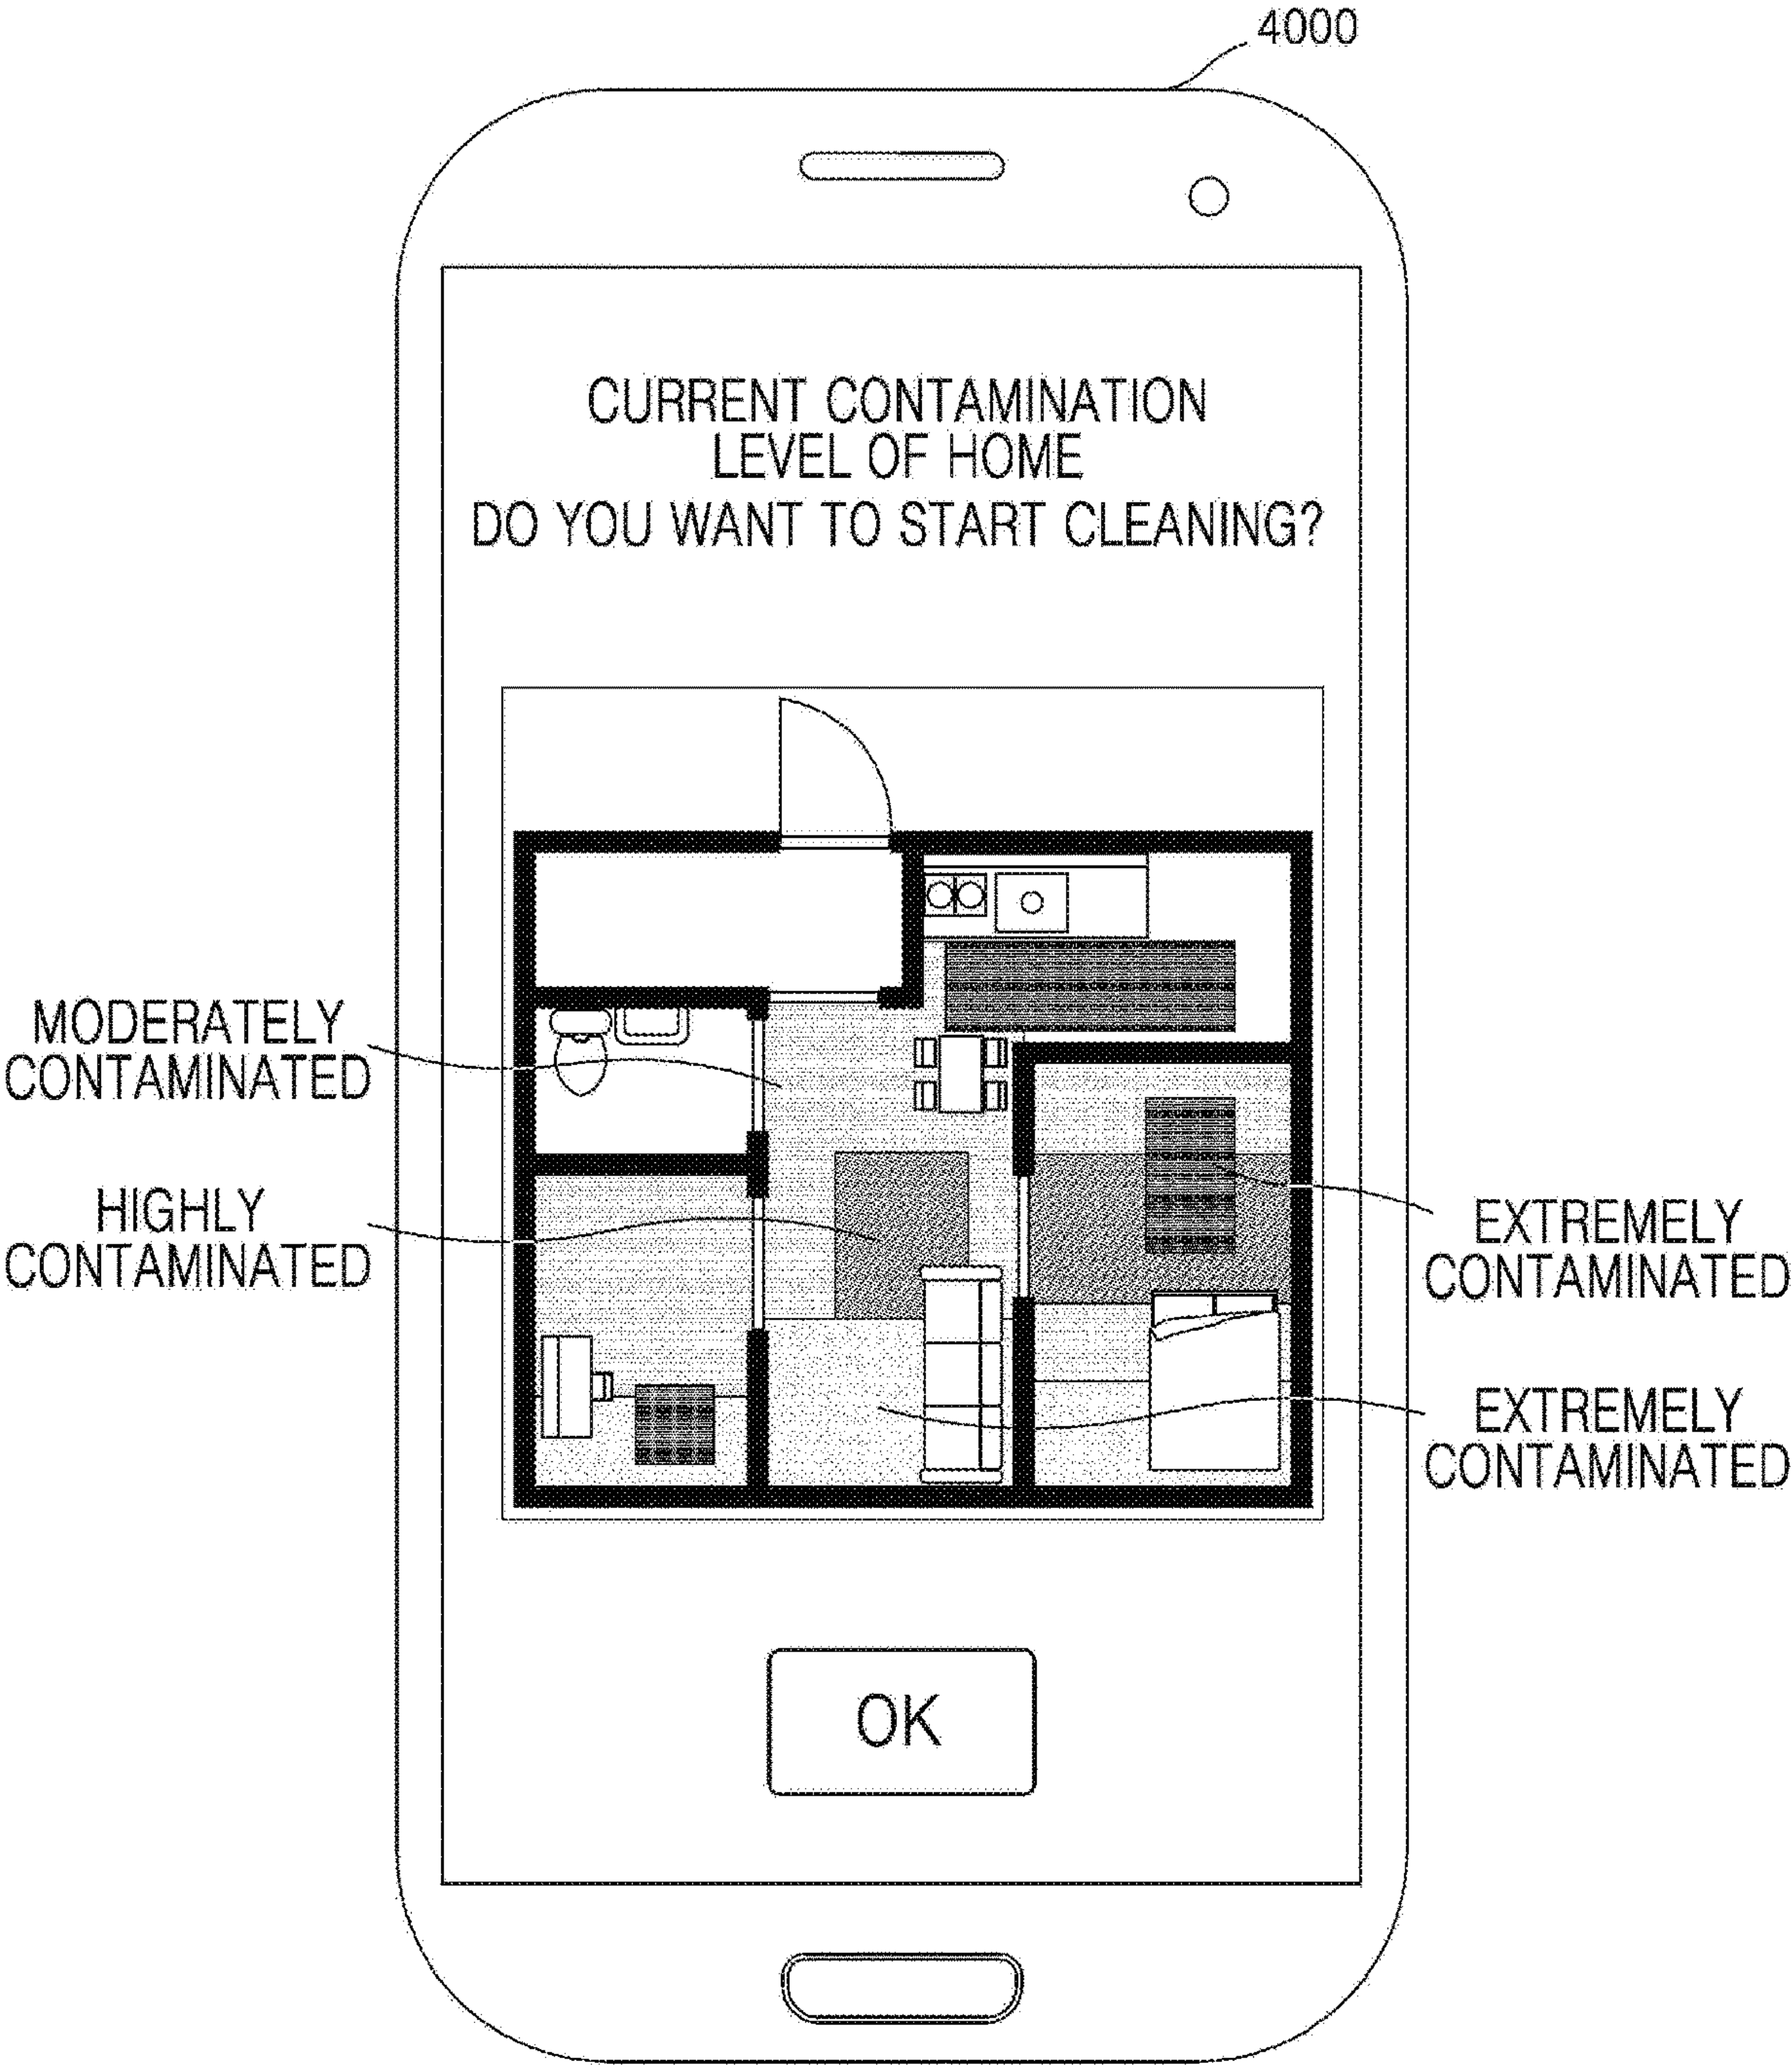 4000
CURRENT CONTAMINATION
LEVEL OF HOME
DO YOU WANT TO START CLEANING?
MODERATELY
CONTAMINATED
HIGHLY
CONTAMINATED
EXTREMELY
CONTAMINATED
EXTREMELY
CONTAMINATED
OK